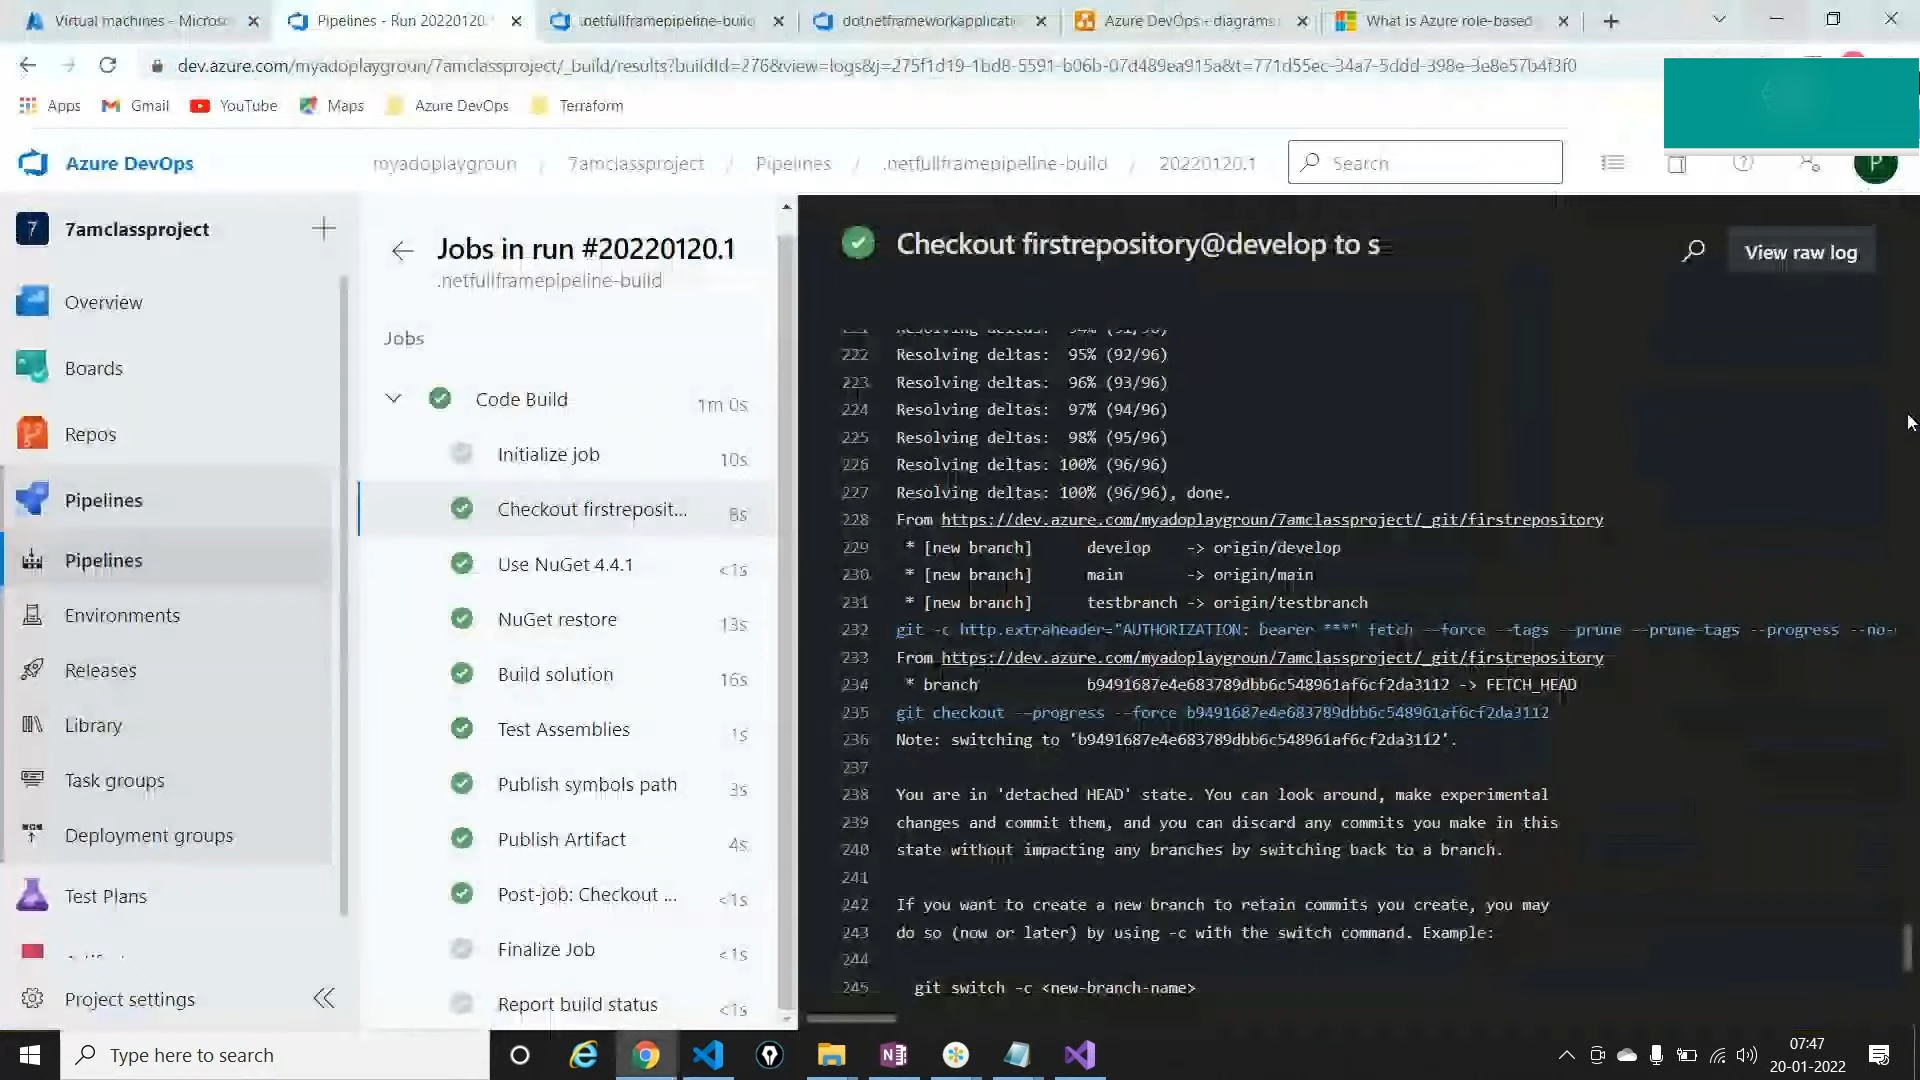 Virtual machines - Micros
Pipelines - Run 20220120.
.netfullframepipeline-build
dotnetframeworkapplicati
Azure DevOps - diagrams
What is Azure role-based
dev.azure.com/myadoplaygroun/7amclassproject/_build/results?buildId=276&view=logs&j=275f1d19-1bd8-5591-b06b-07d489ea915a&t=771d55ec-34a7-5ddd-398e-3e8e57b4f3f0
Apps
Gmail
YouTube
Maps
Azure DevOps
Terraform
Azure DevOps
myadoplaygroun / 7amclassproject / Pipelines / .netfullframepipeline-build / 20220120.1
Search
P
7
7amclassproject
Overview
Boards
Repos
Pipelines
Pipelines
Environments
Releases
Library
Task groups
Deployment groups
Test Plans
Project settings
Jobs in run #20220120.1
.netfullframepipeline-build
Jobs
Code Build 1m 0s
Initialize job 10s
Checkout firstreposit... 8s
Use NuGet 4.4.1 <1s
NuGet restore 13s
Build solution 16s
Test Assemblies 1s
Publish symbols path 3s
Publish Artifact 4s
Post-job: Checkout ... <1s
Finalize Job <1s
Report build status <1s
Checkout firstrepository@develop to s
View raw log
222 Resolving deltas: 95% (92/96)
223 Resolving deltas: 96% (93/96)
224 Resolving deltas: 97% (94/96)
225 Resolving deltas: 98% (95/96)
226 Resolving deltas: 100% (96/96)
227 Resolving deltas: 100% (96/96), done.
228 From https://dev.azure.com/myadoplaygroun/7amclassproject/_git/firstrepository
229 * [new branch] develop -> origin/develop
230 * [new branch] main -> origin/main
231 * [new branch] testbranch -> origin/testbranch
232 git -c http.extraheader="AUTHORIZATION: bearer ***" fetch --force --tags --prune --prune-tags --progress --no-
233 From https://dev.azure.com/myadoplaygroun/7amclassproject/_git/firstrepository
234 * branch b9491687e4e683789dbb6c548961af6cf2da3112 -> FETCH_HEAD
235 git checkout --progress --force b9491687e4e683789dbb6c548961af6cf2da3112
236 Note: switching to 'b9491687e4e683789dbb6c548961af6cf2da3112'.
237
238 You are in 'detached HEAD' state. You can look around, make experimental
239 changes and commit them, and you can discard any commits you make in this
240 state without impacting any branches by switching back to a branch.
241
242 If you want to create a new branch to retain commits you create, you may
243 do so (now or later) by using -c with the switch command. Example:
244
245 git switch -c <new-branch-name>
Type here to search
07:47
20-01-2022